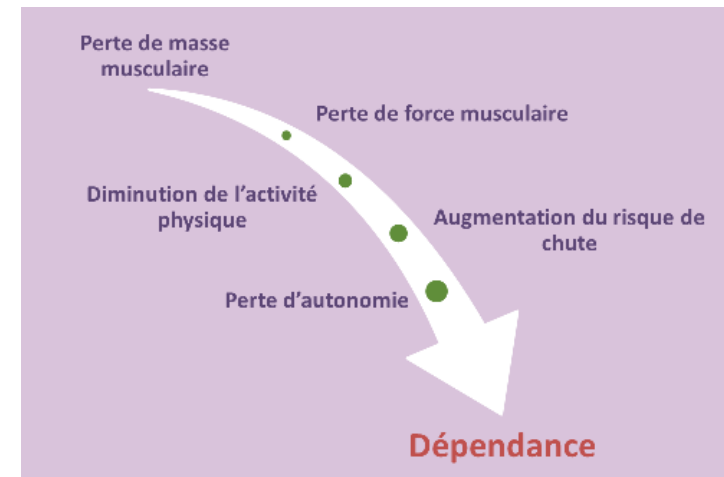 Perte de masse
musculaire
Perte de force musculaire
Diminution de l’activité
physique
Augmentation du risque de
chute
Perte d’autonomie
Dépendance